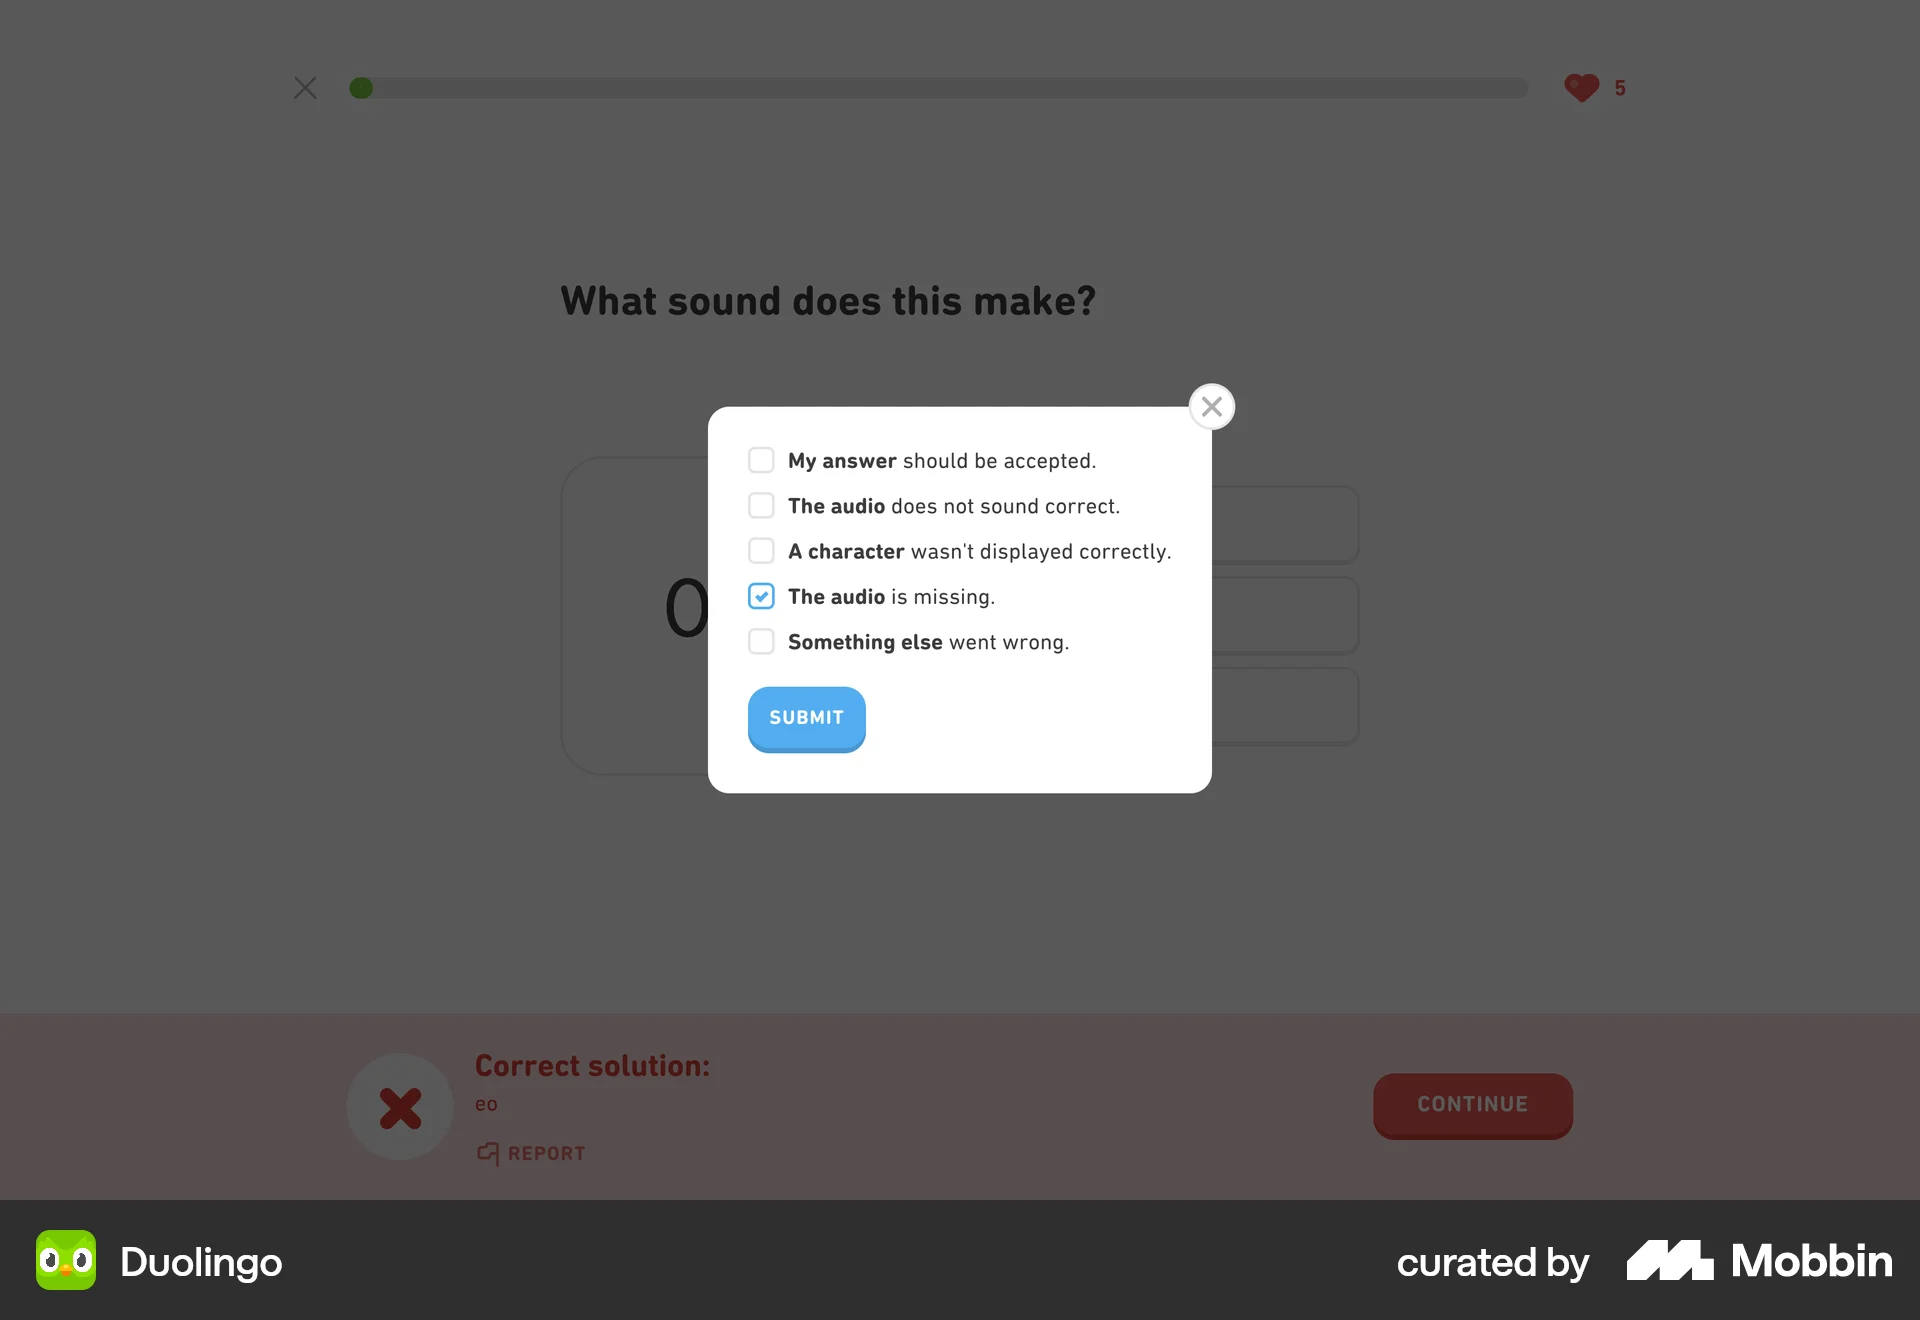 5
What sound does this make?
My answer should be accepted.
The audio does not sound correct.
A character wasn't displayed correctly.
The audio is missing.
Something else went wrong.
SUBMIT
Correct solution:
eo
REPORT
CONTINUE
Duolingo
curated by Mobbin